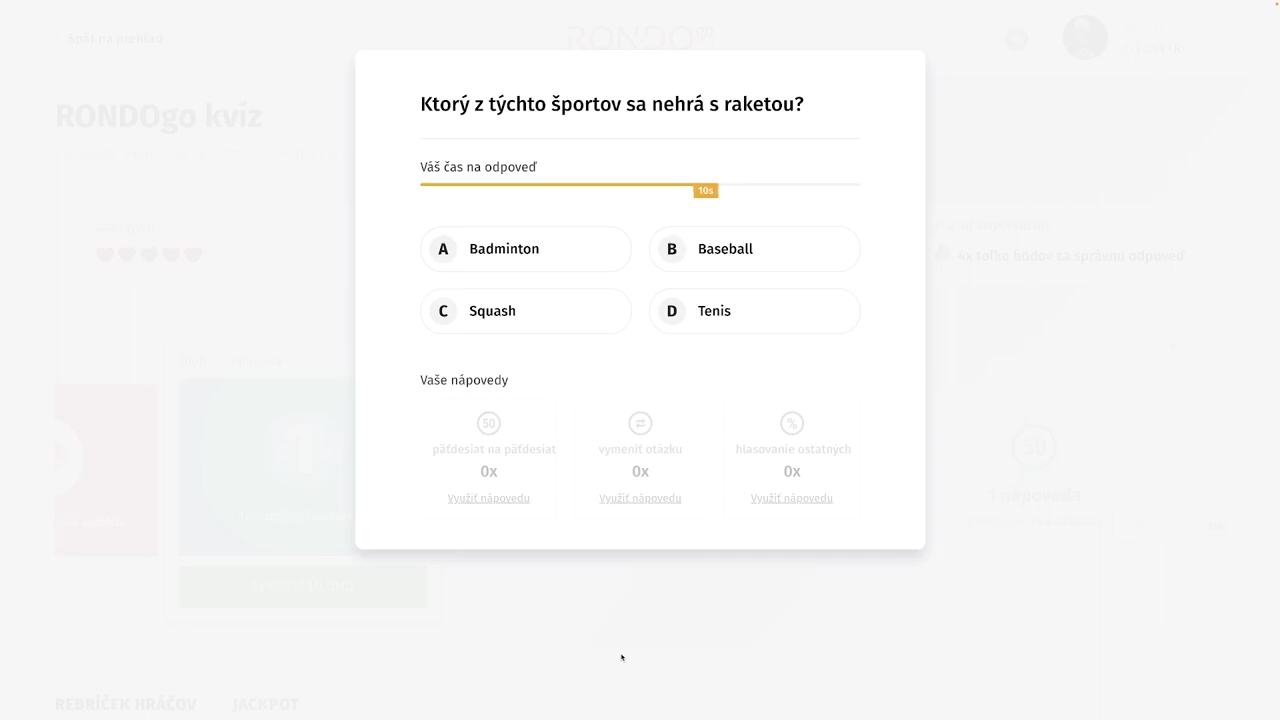 Späť na prehľad
RONDO
RONDOgo kvíz
Ktorý z týchto športov sa nehrá s raketou?
Váš čas na odpoveď
10s
A Badminton
B Baseball
C Squash
D Tenis
4x toľko bodov za správnu odpoveď
Vaše nápovedy
50
päťdesiat na päťdesiat
0x
Využiť nápovedu
vymeniť otázku
0x
Využiť nápovedu
%
hlasovanie ostatných
0x
Využiť nápovedu
50
1 nápoveda
REBRÍČEK HRÁČOV
JACKPOT